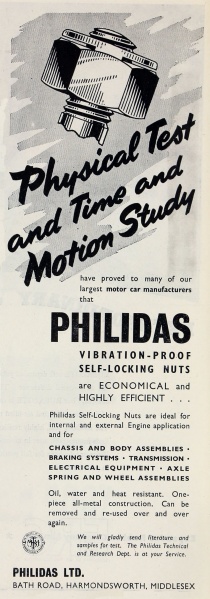 Physical Test
and Time and
Motion Study
have proved to many of our
largest motor car manufacturers
that
PHILIDAS
VIBRATION-PROOF
SELF-LOCKING NUTS
are ECONOMICAL and
HIGHLY EFFICIENT . . .
Philidas Self-Locking Nuts are ideal for
internal and external Engine application
and for
CHASSIS AND BODY ASSEMBLIES ·
BRAKING SYSTEMS · TRANSMISSION ·
ELECTRICAL EQUIPMENT · AXLE
SPRING AND WHEEL ASSEMBLIES
Oil, water and heat resistant. One-
piece all-metal construction. Can be
removed and re-used over and over
again.
We will gladly send literature and
samples for test. The Philidas Technical
and Research Dept. is at your Service.
PHILIDAS LTD.
BATH ROAD, HARMONDSWORTH, MIDDLESEX